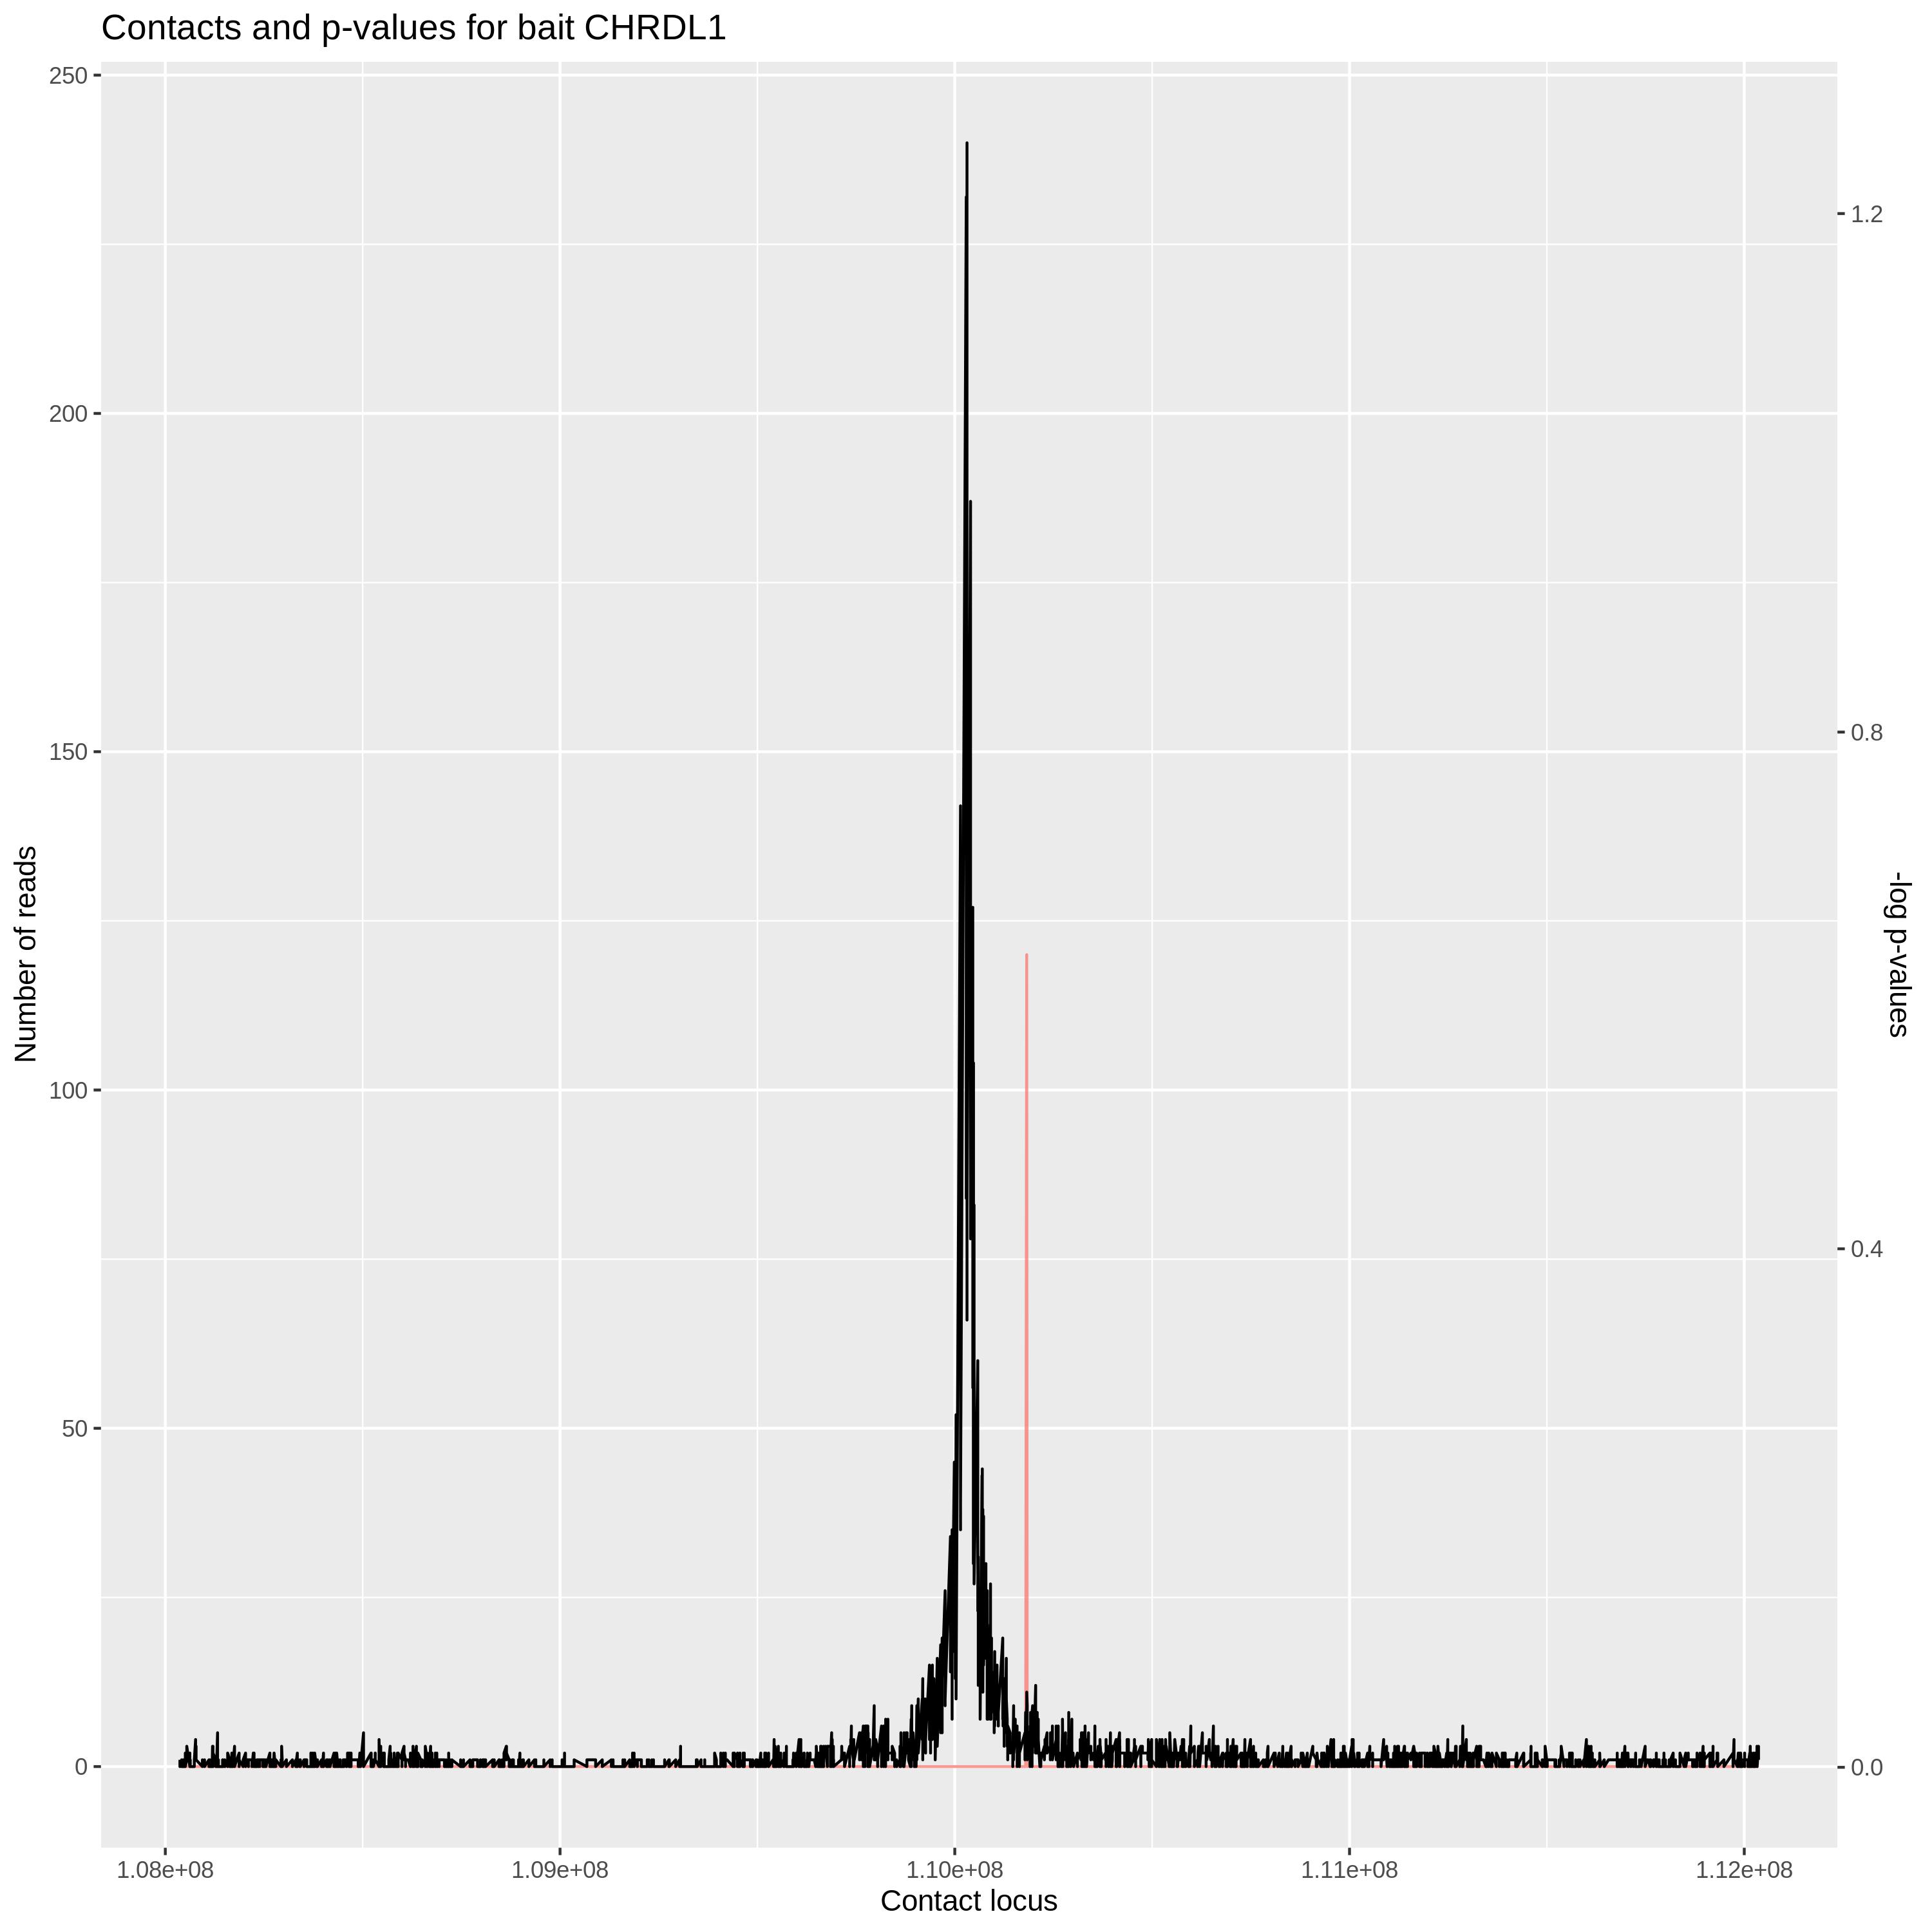 Contacts and p-values for bait CHRDL1
250
200
150
100
50
0
Number of reads
1.2
0.8
0.4
0.0
-log p-values
1.08e+08
1.09e+08
1.10e+08
1.11e+08
1.12e+08
Contact locus